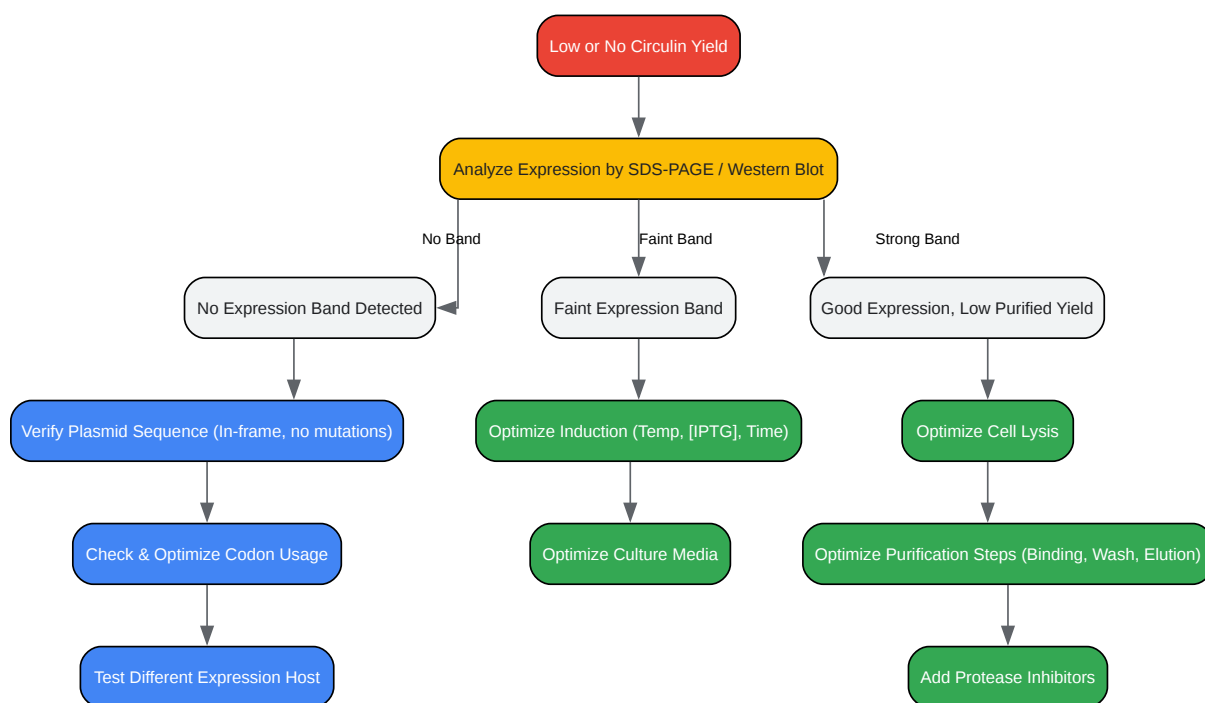 Low or No Circulin Yield
Analyze Expression by SDS-PAGE / Western Blot
No Band
Faint Band
Strong Band
No Expression Band Detected
Faint Expression Band
Good Expression, Low Purified Yield
Verify Plasmid Sequence (In-frame, no mutations)
Optimize Induction (Temp, [IPTG], Time)
Optimize Cell Lysis
Check & Optimize Codon Usage
Optimize Culture Media
Optimize Purification Steps (Binding, Wash, Elution)
Test Different Expression Host
Add Protease Inhibitors